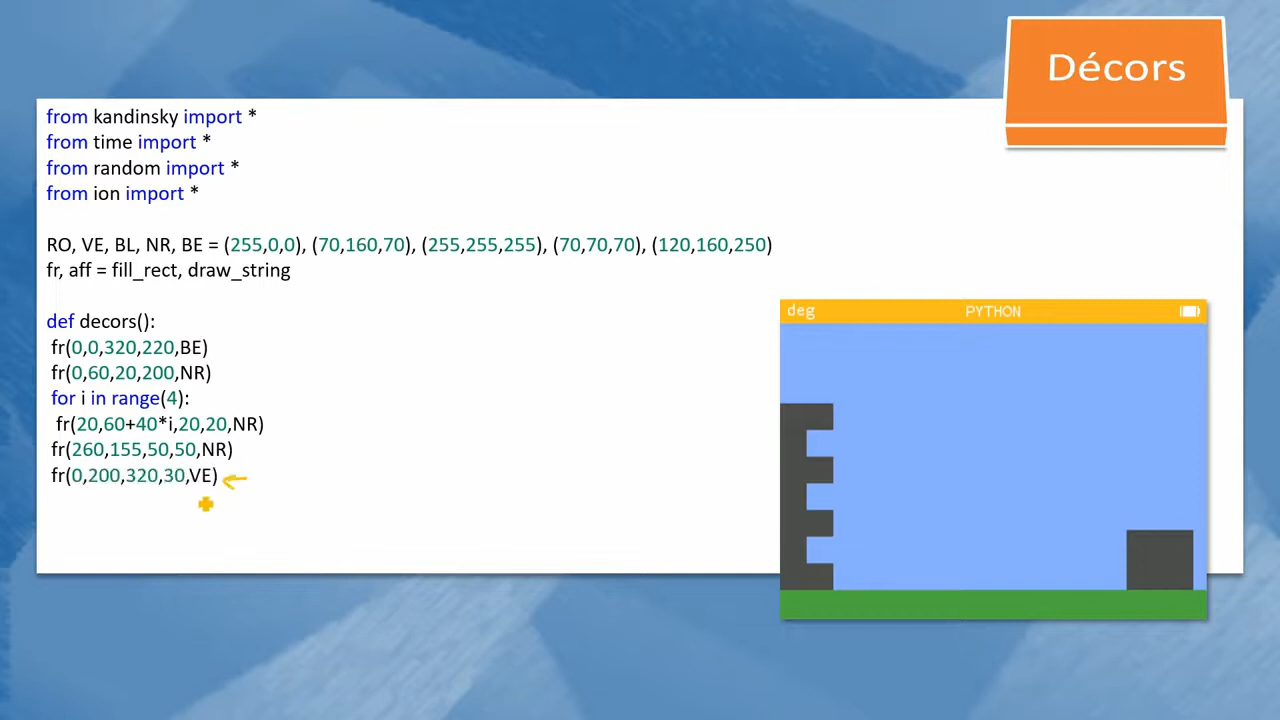 Décors
from kandinsky import *
from time import *
from random import *
from ion import *
RO, VE, BL, NR, BE = (255,0,0), (70,160,70), (255,255,255), (70,70,70), (120,160,250)
fr, aff = fill_rect, draw_string
def decors():
fr(0,0,320,220,BE)
fr(0,60,20,200,NR)
for i in range(4):
fr(20,60+40*i,20,20,NR)
fr(260,155,50,50,NR)
fr(0,200,320,30,VE)
deg PYTHON